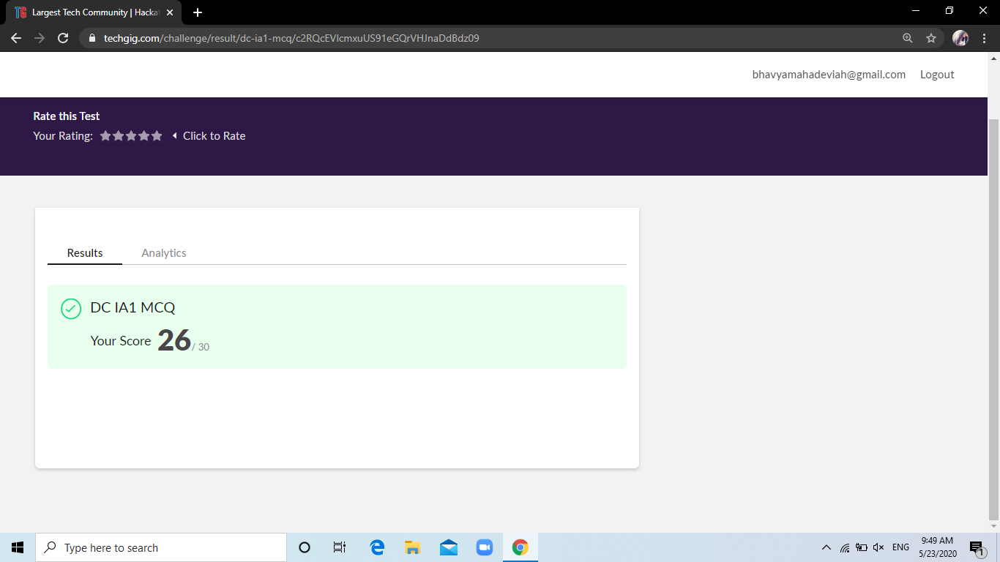 Largest Tech Community | Hacka
techgig.com/challenge/result/dc-ia1-mcq/c2RQcEVIcmxuUS91eGQrVHJnaDdBdz09
bhavyamahadeviah@gmail.com Logout
Rate this Test
Your Rating: Click to Rate
Results Analytics
DC IA1 MCQ
Your Score 26 / 30
Type here to search
ENG
9:49 AM
5/23/2020
1